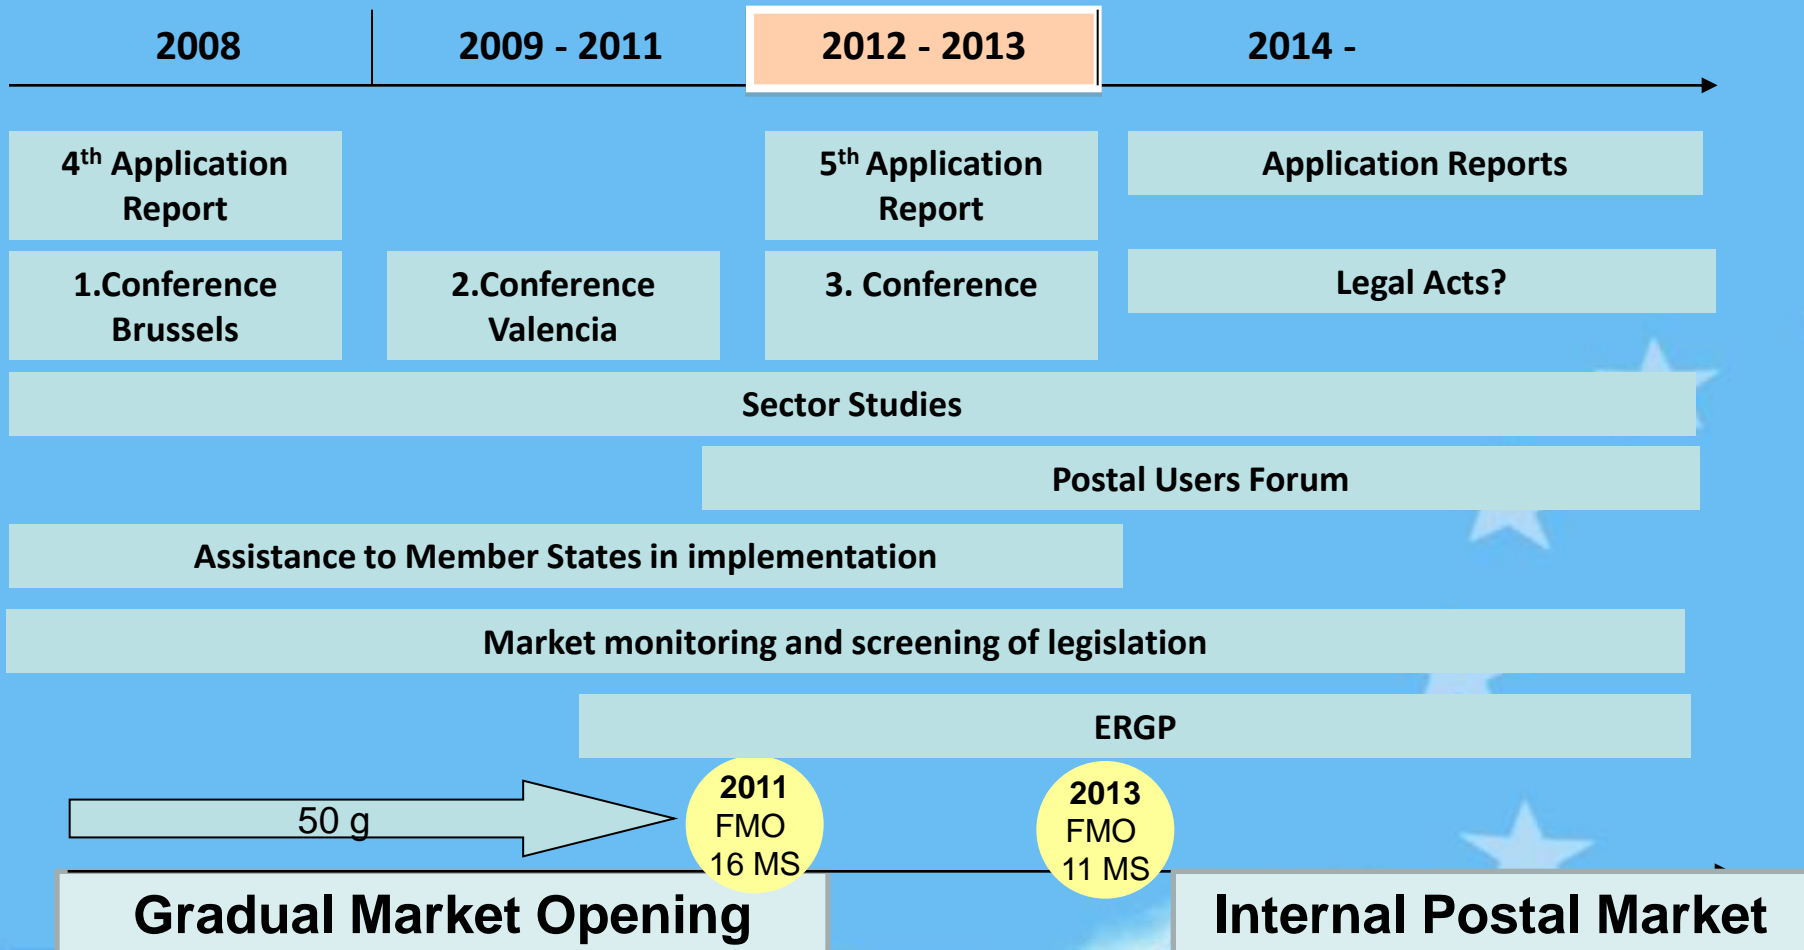 2008
2009 - 2011
2012 - 2013
2014 -
4th Application
Report
5th Application
Report
Application Reports
1.Conference
Brussels
2.Conference
Valencia
3. Conference
Legal Acts?
Sector Studies
Postal Users Forum
Assistance to Member States in implementation
Market monitoring and screening of legislation
ERGP
50 g
2011
FMO
16 MS
2013
FMO
11 MS
Gradual Market Opening
Internal Postal Market